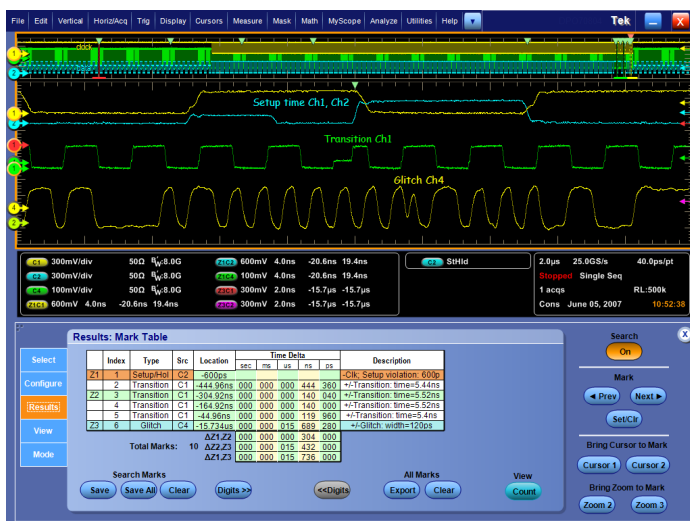 File Edit Vertical Horiz/Acq Trig Display Cursors Measure Mask Math MyScope Analyze Utilities Help Tek X
clock
1
2
Setup time Ch1, Ch2
1
Transition Ch1
1
Glitch Ch4
4
2
C1 300mV/div 50Ω BW:8.0G Z1C2 600mV 4.0ns -20.6ns 19.4ns C2 StHld 2.0µs 25.0GS/s 40.0ps/pt
C2 300mV/div 50Ω BW:8.0G Z1C4 100mV 4.0ns -20.6ns 19.4ns Stopped Single Seq
C4 100mV/div 50Ω BW:8.0G Z3C1 300mV 2.0ns -15.7µs -15.7µs 1 acqs RL:500k
Z1C1 600mV 4.0ns -20.6ns 19.4ns 300mV 2.0ns -15.7µs -15.7µs Cons June 05, 2007 10:52:38
Results: Mark Table
Select
Configure
Results
View
Mode
Index Type Src Location Time Delta Description
sec ms us ns ps
Z1 1 Setup/Hol C2 -600ps -Clk; Setup violation: 600p
2 Transition C1 -444.96ns 000 000 000 444 360 +/-Transition: time=5.44ns
Z2 3 Transition C1 -304.92ns 000 000 000 140 040 +/-Transition: time=5.52ns
4 Transition C1 -164.92ns 000 000 000 140 000 +/-Transition: time=5.52ns
5 Transition C1 -44.96ns 000 000 000 119 960 +/-Transition: time=5.4ns
Z3 6 Glitch C4 -15.734us 000 000 015 689 280 +/-Glitch: width=120ps
ΔZ1,Z2 000 000 000 304 000
Total Marks: 10 ΔZ2,Z3 000 000 015 432 000
ΔZ1,Z3 000 000 015 736 000
Search Marks
Save Save All Clear Digits >> <<Digits
All Marks
Export Clear
View
Count
X
Search
On
Mark
◄ Prev Next ►
Set/Clr
Bring Cursor to Mark
Cursor 1 Cursor 2
Bring Zoom to Mark
Zoom 2 Zoom 3